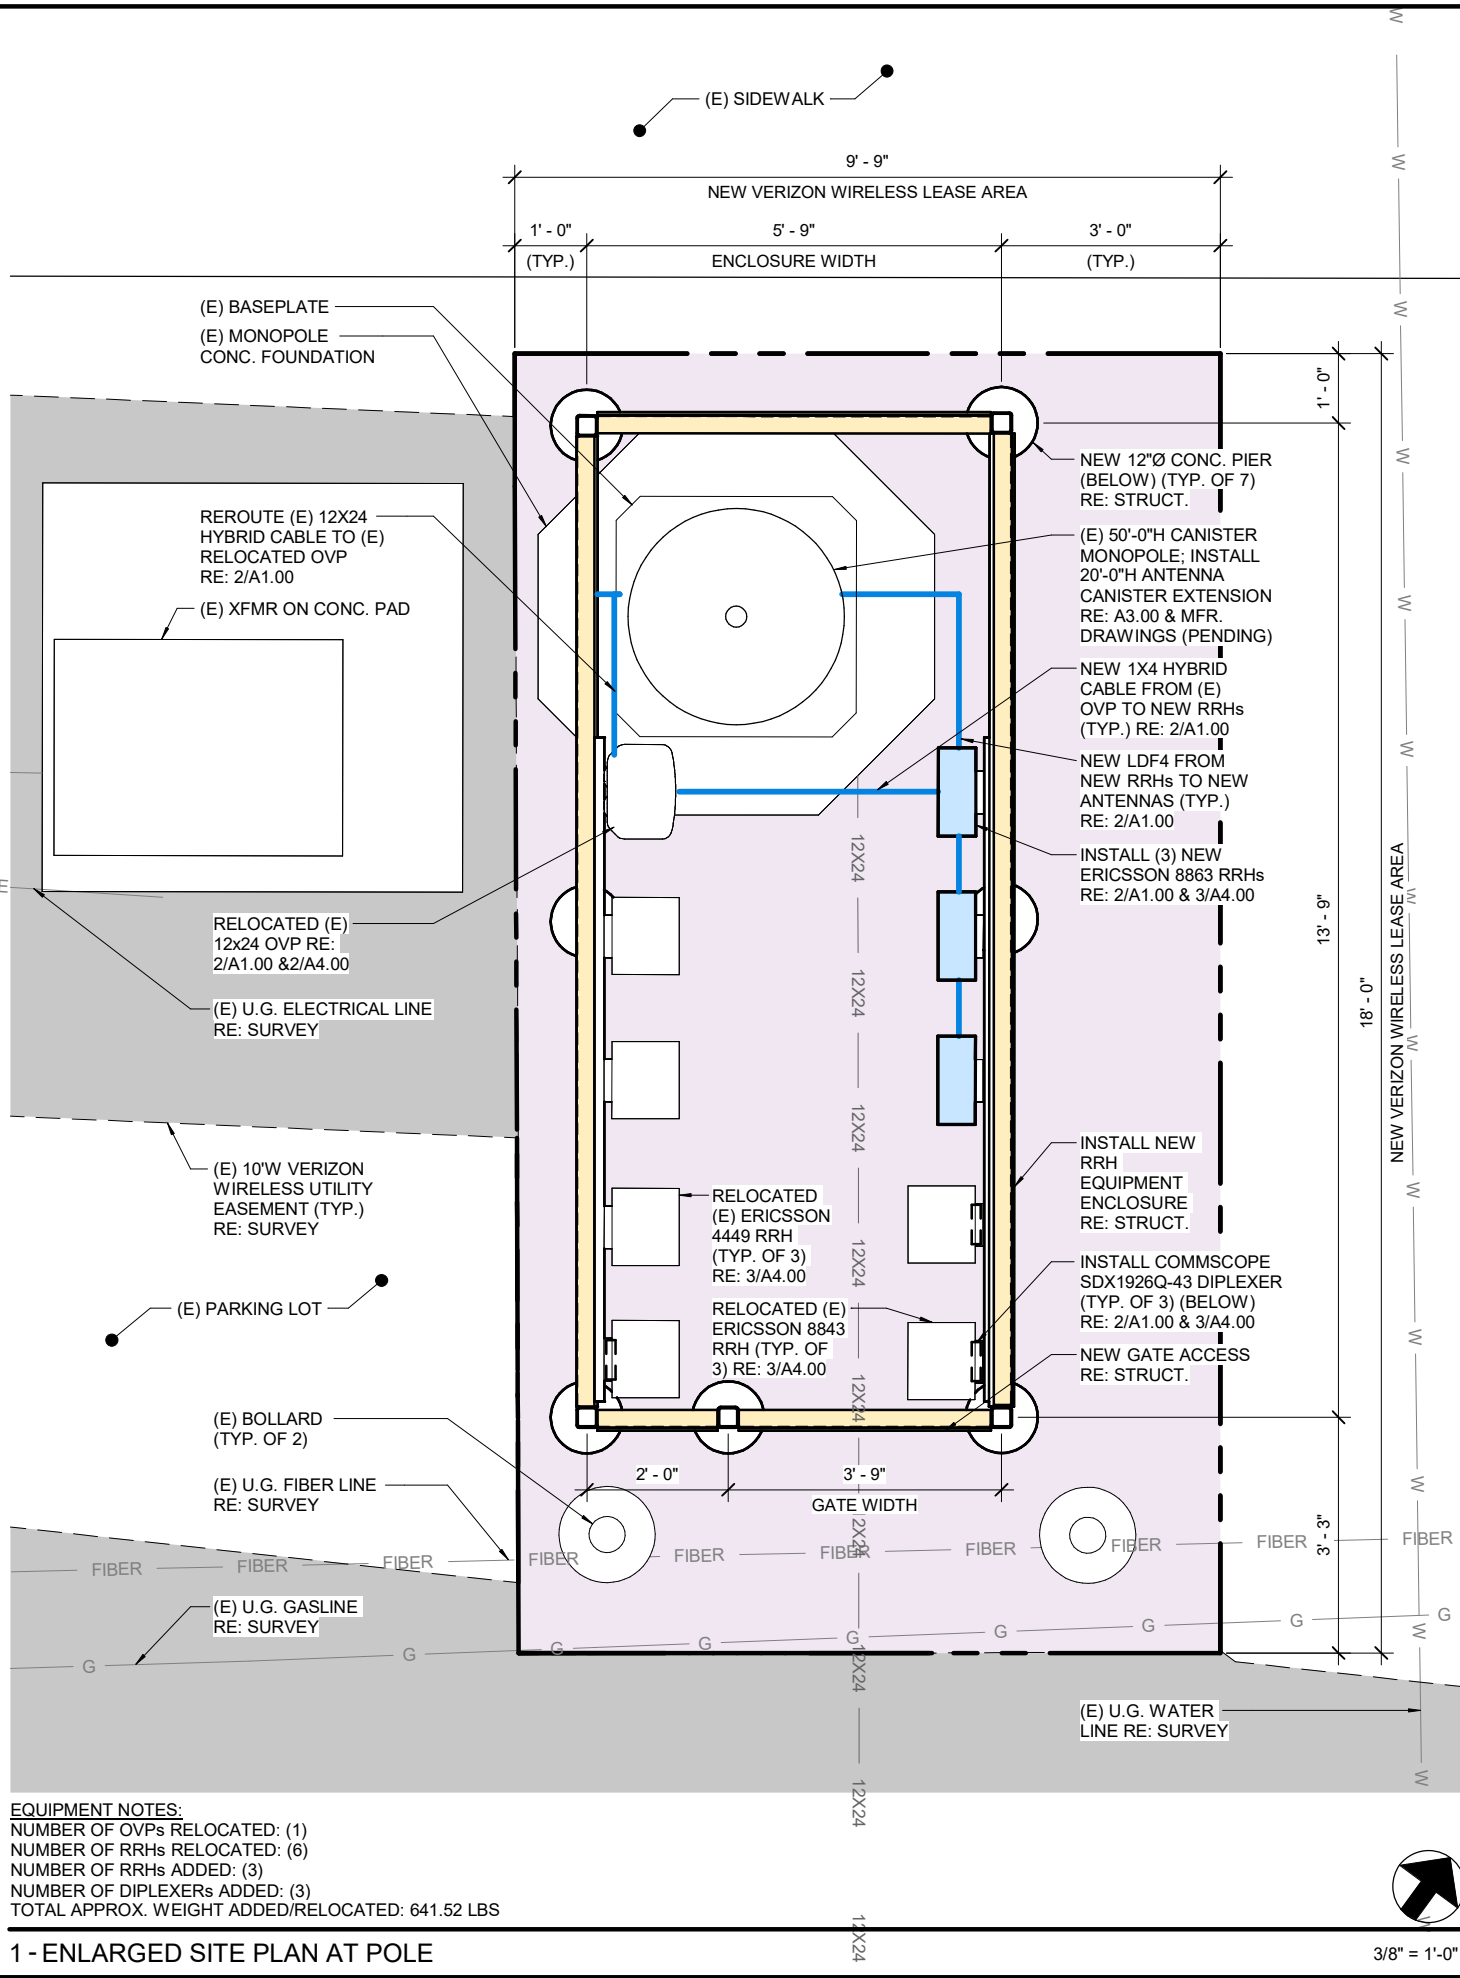 (E) SIDEWALK
9' - 9"
NEW VERIZON WIRELESS LEASE AREA
1' - 0"
(TYP.)
5' - 9"
ENCLOSURE WIDTH
3' - 0"
(TYP.)
(E) BASEPLATE
(E) MONOPOLE
CONC. FOUNDATION
REROUTE (E) 12X24
HYBRID CABLE TO (E)
RELOCATED OVP
RE: 2/A1.00
(E) XFMR ON CONC. PAD
RELOCATED (E)
12x24 OVP RE:
2/A1.00 &2/A4.00
(E) U.G. ELECTRICAL LINE
RE: SURVEY
E
(E) 10'W VERIZON
WIRELESS UTILITY
EASEMENT (TYP.)
RE: SURVEY
(E) PARKING LOT
(E) BOLLARD
(TYP. OF 2)
(E) U.G. FIBER LINE
RE: SURVEY
(E) U.G. GASLINE
RE: SURVEY
NEW 12"Ø CONC. PIER
(BELOW) (TYP. OF 7)
RE: STRUCT.
(E) 50'-0"H CANISTER
MONOPOLE; INSTALL
20'-0"H ANTENNA
CANISTER EXTENSION
RE: A3.00 & MFR.
DRAWINGS (PENDING)
NEW 1X4 HYBRID
CABLE FROM (E)
OVP TO NEW RRHs
(TYP.) RE: 2/A1.00
NEW LDF4 FROM
NEW RRHs TO NEW
ANTENNAS (TYP.)
RE: 2/A1.00
INSTALL (3) NEW
ERICSSON 8863 RRHs
RE: 2/A1.00 & 3/A4.00
INSTALL NEW
RRH
EQUIPMENT
ENCLOSURE
RE: STRUCT.
INSTALL COMMSCOPE
SDX1926Q-43 DIPLEXER
(TYP. OF 3) (BELOW)
RE: 2/A1.00 & 3/A4.00
NEW GATE ACCESS
RE: STRUCT.
RELOCATED
(E) ERICSSON
4449 RRH
(TYP. OF 3)
RE: 3/A4.00
RELOCATED (E)
ERICSSON 8843
RRH (TYP. OF
3) RE: 3/A4.00
2' - 0"
3' - 9"
GATE WIDTH
1' - 0"
13' - 9"
3' - 3"
18' - 0"
NEW VERIZON WIRELESS LEASE AREA
12X24
12X24
12X24
12X24
12X24
12X24
12X24
12X24
12X24
FIBER
FIBER
FIBER
FIBER
FIBER
FIBER
FIBER
FIBER
FIBER
FIBER
G
G
G
G
G
G
G
G
G
W
W
W
W
W
W
W
W
W
W
W
W
W
W
(E) U.G. WATER
LINE RE: SURVEY
EQUIPMENT NOTES:
NUMBER OF OVPs RELOCATED: (1)
NUMBER OF RRHs RELOCATED: (6)
NUMBER OF RRHs ADDED: (3)
NUMBER OF DIPLEXERs ADDED: (3)
TOTAL APPROX. WEIGHT ADDED/RELOCATED: 641.52 LBS
1 - ENLARGED SITE PLAN AT POLE
3/8" = 1'-0"